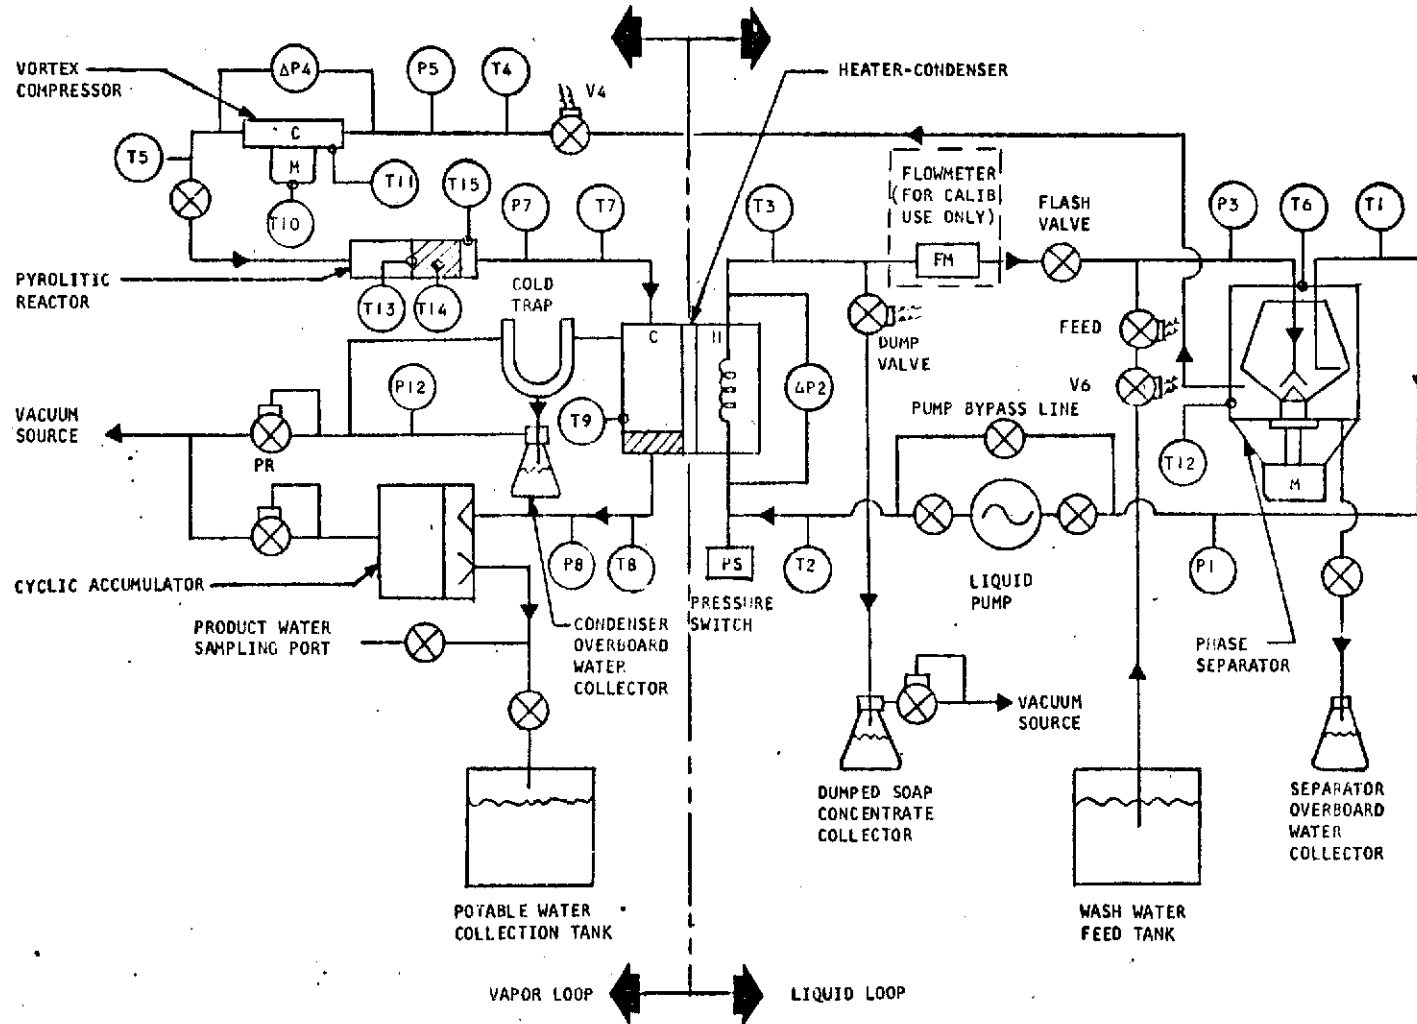 VORTEX
COMPRESSOR
ΔP4
P5
T4
V4
HEATER-CONDENSER
C
M
T5
T11
T10
T15
P7
T7
T3
FLOWMETER
(FOR CALIB
USE ONLY)
FM
FLASH
VALVE
P3
T6
T1
PYROLITIC
REACTOR
T13
T14
COLD
TRAP
C
H
DUMP
VALVE
FEED
V6
P12
T9
ΔP2
PUMP BYPASS LINE
VACUUM
SOURCE
PR
T12
M
CYCLIC ACCUMULATOR
P8
T8
PS
T2
P1
PRESSURE
SWITCH
LIQUID
PUMP
PRODUCT WATER
SAMPLING PORT
CONDENSER
OVERBOARD
WATER
COLLECTOR
PHASE
SEPARATOR
VACUUM
SOURCE
DUMPED SOAP
CONCENTRATE
COLLECTOR
SEPARATOR
OVERBOARD
WATER
COLLECTOR
POTABLE WATER
COLLECTION TANK
WASH WATER
FEED TANK
VAPOR LOOP
LIQUID LOOP